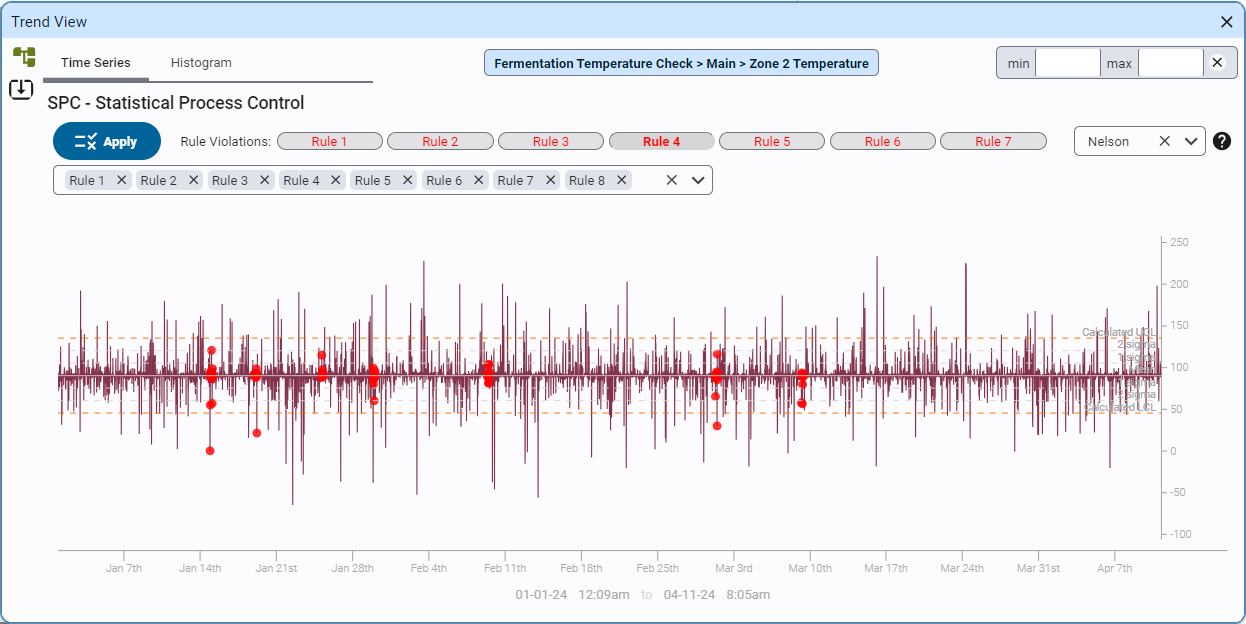 Trend View
Time Series Histogram Fermentation Temperature Check > Main > Zone 2 Temperature min max
SPC - Statistical Process Control
Apply Rule Violations: Rule 1 Rule 2 Rule 3 Rule 4 Rule 5 Rule 6 Rule 7 Nelson
Rule 1 Rule 2 Rule 3 Rule 4 Rule 5 Rule 6 Rule 7 Rule 8
250
200
150
Calculated UCL
2 sigma
1 sigma
100
2 sigma
Calculated LCL
50
0
-50
-100
Jan 7th Jan 14th Jan 21st Jan 28th Feb 4th Feb 11th Feb 18th Feb 25th Mar 3rd Mar 10th Mar 17th Mar 24th Mar 31st Apr 7th
01-01-24 12:09am to 04-11-24 8:05am